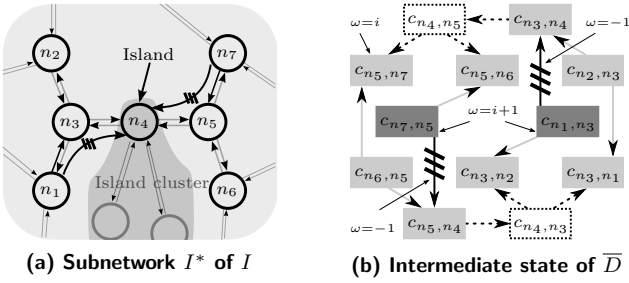 n2
n7
Island
n3
n4
n5
n1
Island cluster
n6
(a) Subnetwork I* of I
ω=i
c_{n4,n5}
c_{n3,n4}
ω=−1
c_{n5,n7}
c_{n5,n6}
c_{n2,n3}
c_{n7,n5}
ω=i+1
c_{n1,n3}
c_{n6,n5}
c_{n3,n2}
c_{n3,n1}
ω=−1
c_{n5,n4}
c_{n4,n3}
(b) Intermediate state of D̅